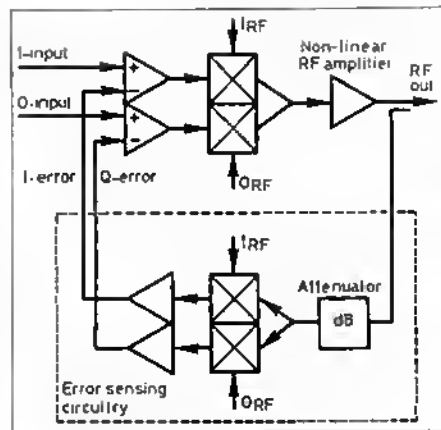 IRF
Non-linear
RF amplifier
I-input
RF
out
Q-input
I-error
Q-error
QRF
IRF
Attenuator
dB
Error sensing
circuitry
QRF